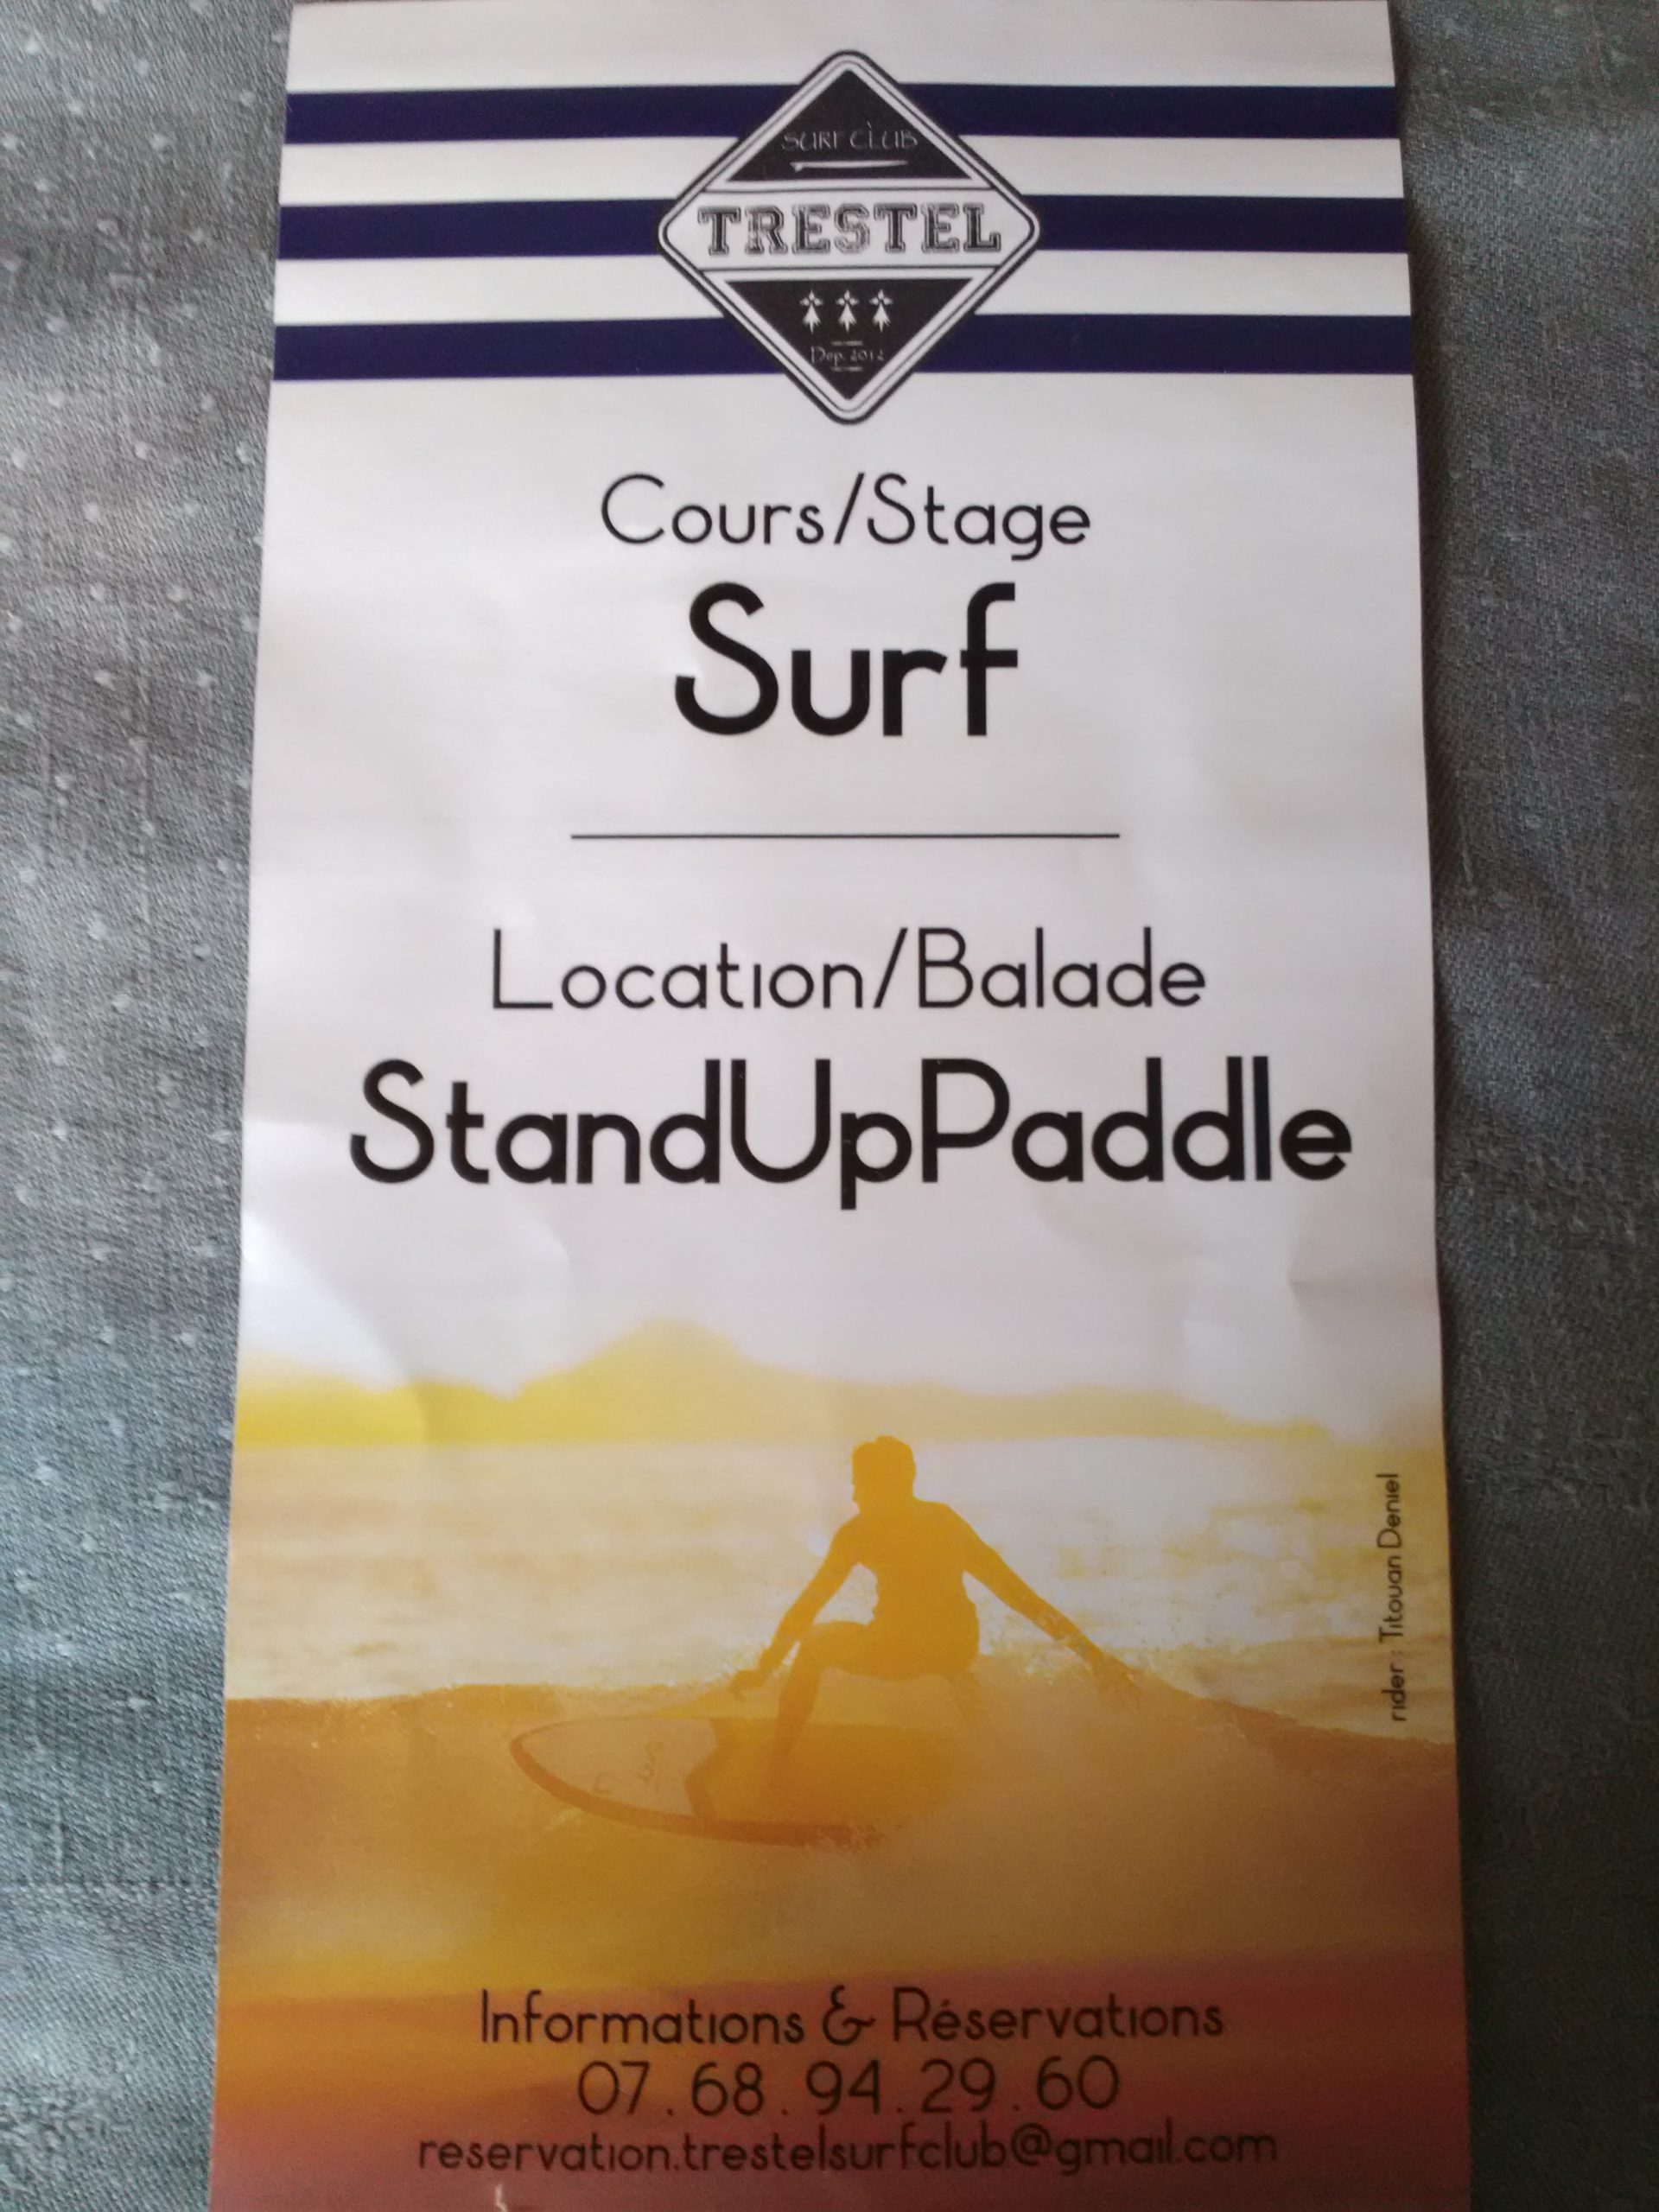 SURF CLUB
TRESTEL
Dep. 2012
Cours/Stage
Surf
Location/Balade
StandUpPaddle
rider : Titouan Deniel
Informations & Réservations
07.68.94.29.60
reservation.trestelsurfclub@gmail.com